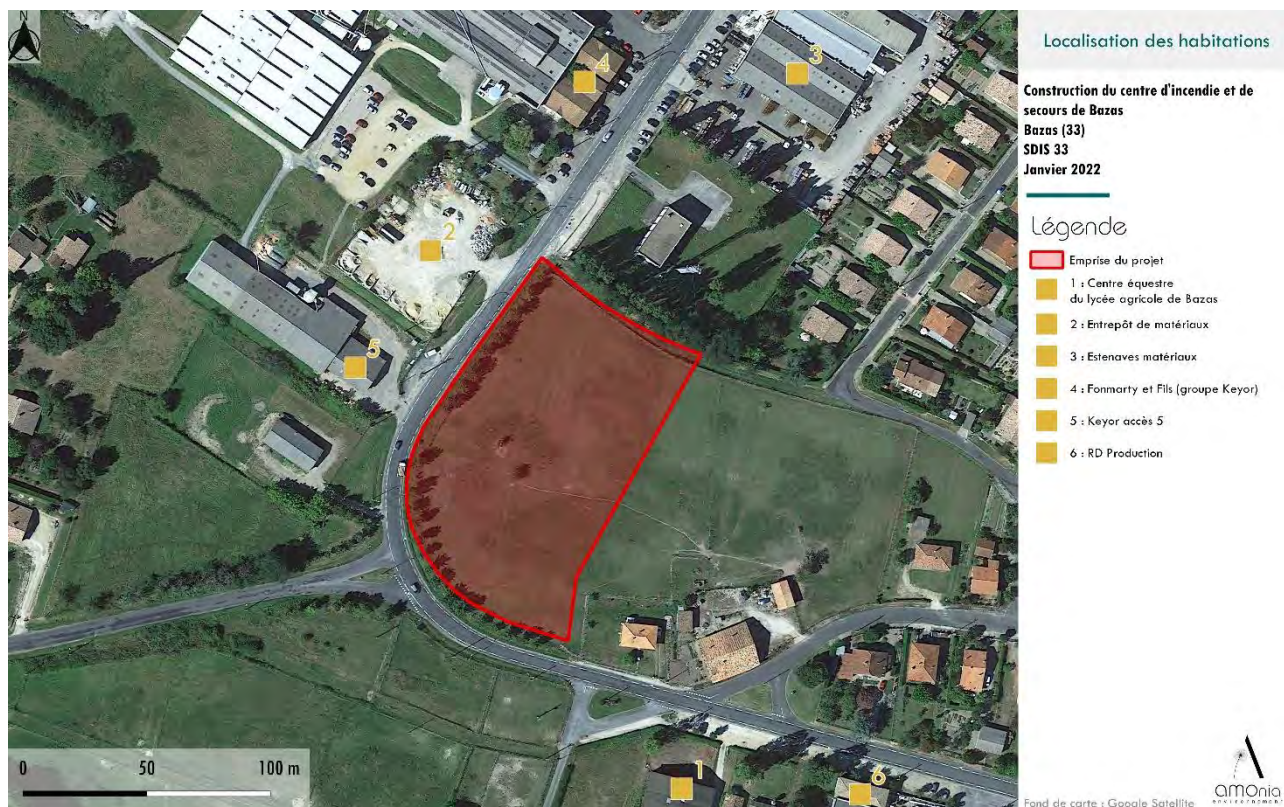 N
4
3
2
5
1
6
0 50 100 m
Localisation des habitations
Construction du centre d'incendie et de
secours de Bazas
Bazas (33)
SDIS 33
Janvier 2022
Légende
Emprise du projet
1 : Centre équestre
du lycée agricole de Bazas
2 : Entrepôt de matériaux
3 : Estenaves matériaux
4 : Fonmarty et Fils (groupe Keyor)
5 : Keyor accès 5
6 : RD Production
amonia
environnement
Fond de carte : Google Satellite